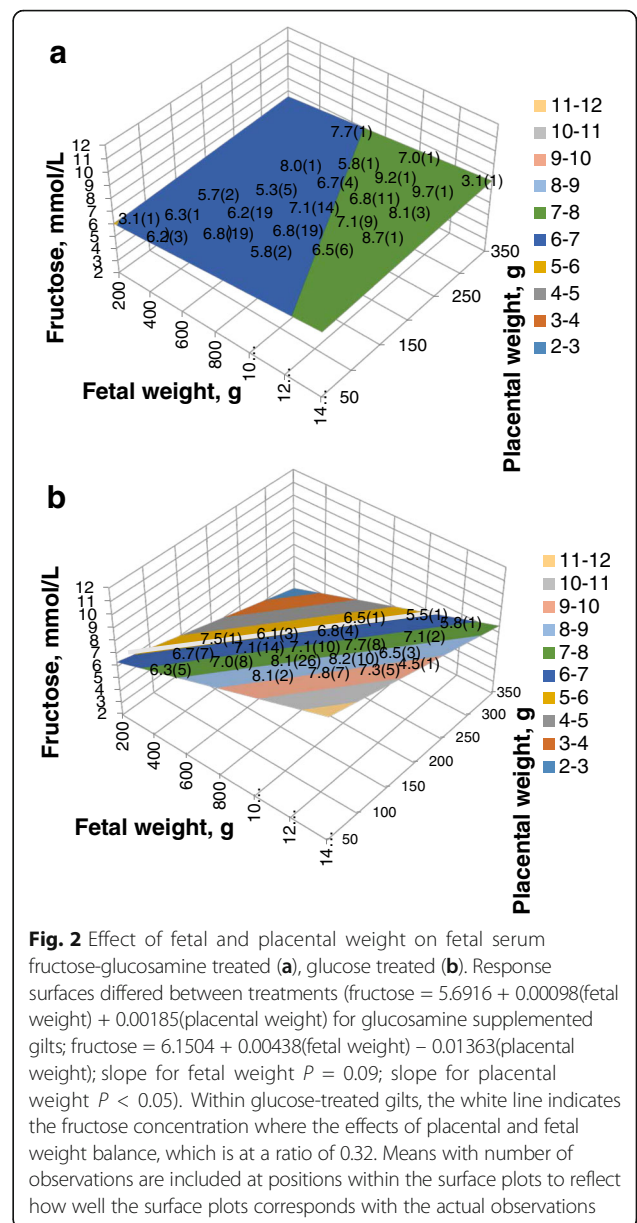 a
12
11
10
9
8
7
6
5
4
3
2
Fructose, mmol/L
7.7(1)
8.0(1) 5.8(1) 7.0(1)
5.7(2) 5.3(5) 6.7(4) 9.2(1) 3.1(1)
3.1(1) 6.3(1 6.2(19 7.1(14) 6.8(11) 9.7(1)
6.2(3) 6.8(19) 6.8(19) 7.1(9) 8.1(3)
5.8(2) 6.5(6) 8.7(1)
200
400
600
800
10...
12...
14...
Fetal weight, g
50
150
250
350
Placental weight, g
11-12
10-11
9-10
8-9
7-8
6-7
5-6
4-5
3-4
2-3
b
12
11
10
9
8
7
6
5
4
3
2
Fructose, mmol/L
7.5(1) 6.1(3) 6.5(1) 5.5(1)
6.7(7) 7.1(14) 6.8(4) 5.8(1)
6.3(5) 7.0(8) 7.1(10) 7.7(8) 7.1(2)
8.1(26) 8.2(10) 6.5(3)
8.1(2) 7.8(7) 7.3(5) 4.5(1)
200
400
600
800
10...
12...
14...
Fetal weight, g
50
100
150
200
250
300
350
Placental weight, g
11-12
10-11
9-10
8-9
7-8
6-7
5-6
4-5
3-4
2-3
Fig. 2 Effect of fetal and placental weight on fetal serum
fructose-glucosamine treated (a), glucose treated (b). Response
surfaces differed between treatments (fructose = 5.6916 + 0.00098(fetal
weight) + 0.00185(placental weight) for glucosamine supplemented
gilts; fructose = 6.1504 + 0.00438(fetal weight) – 0.01363(placental
weight); slope for fetal weight P = 0.09; slope for placental
weight P < 0.05). Within glucose-treated gilts, the white line indicates
the fructose concentration where the effects of placental and fetal
weight balance, which is at a ratio of 0.32. Means with number of
observations are included at positions within the surface plots to reflect
how well the surface plots corresponds with the actual observations